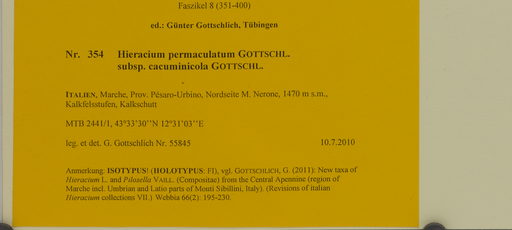 Faszikel 8 (351-400)
ed.: Günter Gottschlich, Tübingen
Nr. 354 Hieracium permaculatum GOTTSCHL.
subsp. cacuminicola GOTTSCHL.
ITALIEN, Marche, Prov. Pésaro-Urbino, Nordseite M. Nerone, 1470 m s.m.,
Kalkfelsstufen, Kalkschutt
MTB 2441/1, 43°33'30''N 12°31'03''E
leg. et det. G. Gottschlich Nr. 55845 10.7.2010
Anmerkung: ISOTYPUS! (HOLOTYPUS: FI), vgl. GOTTSCHLICH, G. (2011): New taxa of
Hieracium L. and Pilosella VAILL. (Compositae) from the Central Apennine (region of
Marche incl. Umbrian and Latio parts of Monti Sibillini, Italy). (Revisions of italian
Hieracium collections VII.) Webbia 66(2): 195-230.